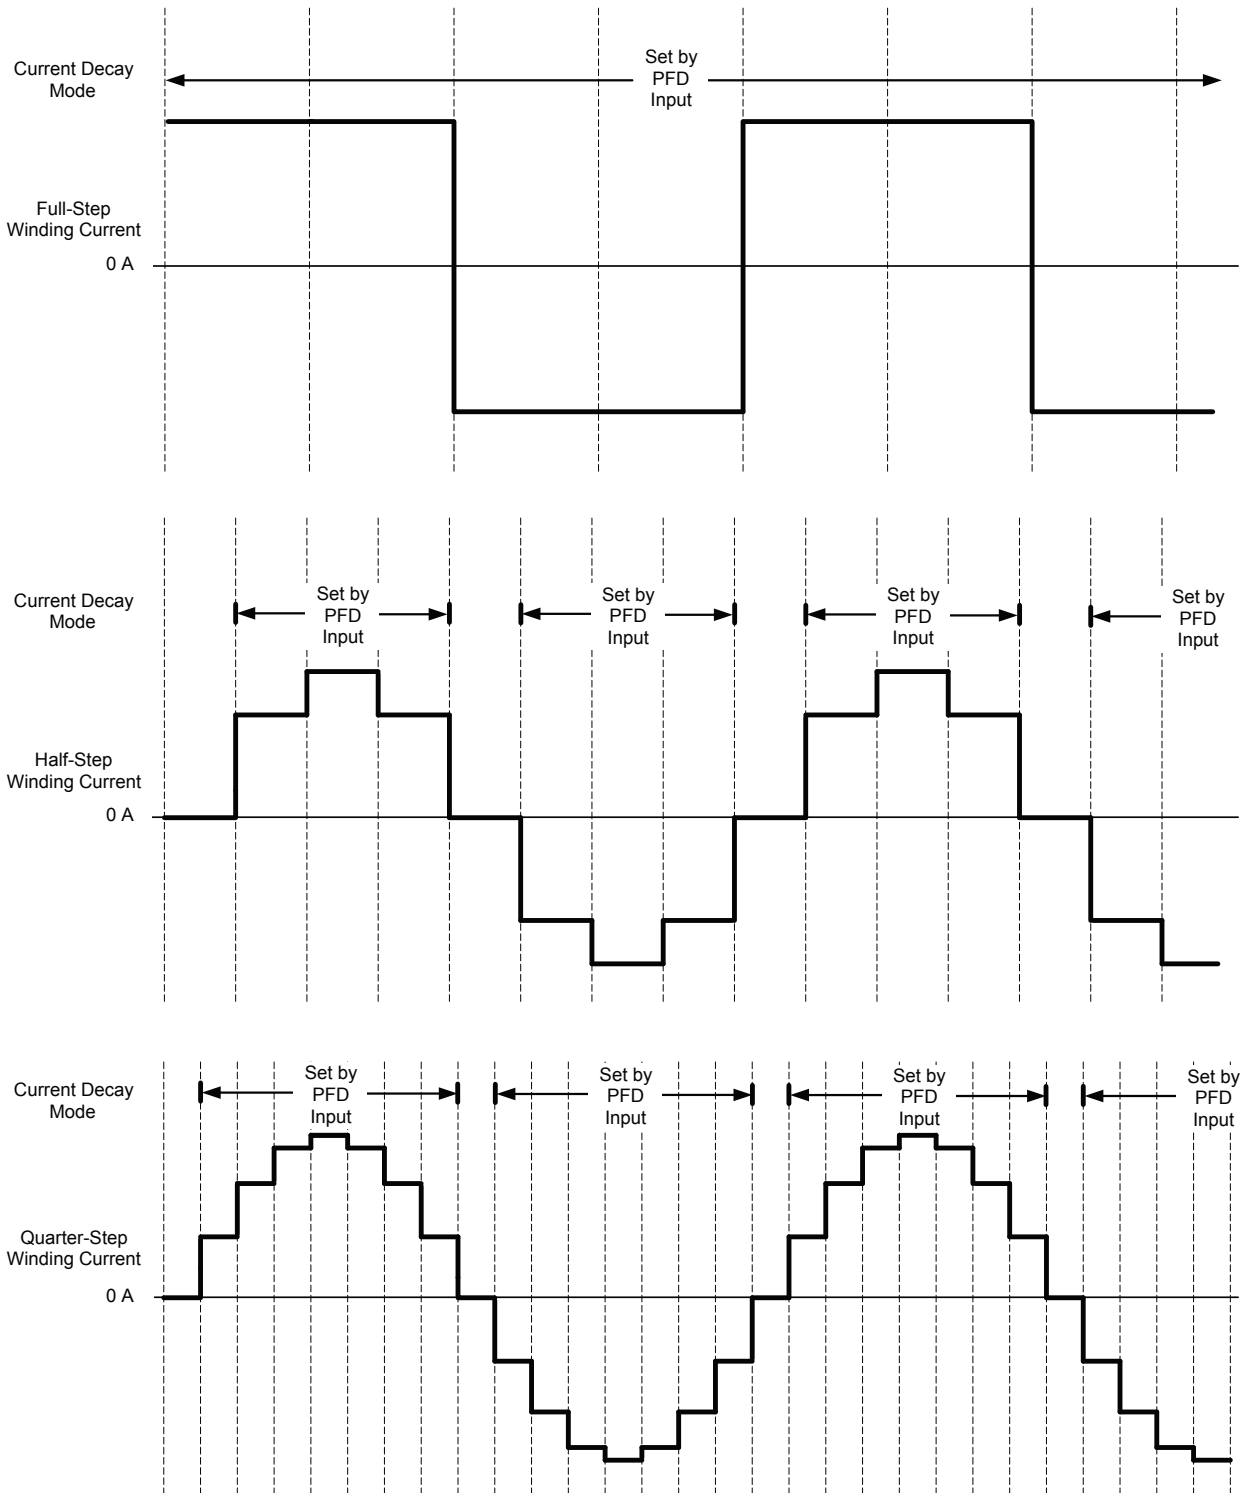 Set by
PFD
Input
Current Decay
Mode
Full-Step
Winding Current
0 A
Current Decay
Mode
Set by
PFD
Input
Set by
PFD
Input
Set by
PFD
Input
Set by
PFD
Input
Half-Step
Winding Current
0 A
Current Decay
Mode
Set by
PFD
Input
Set by
PFD
Input
Set by
PFD
Input
Set by
PFD
Input
Quarter-Step
Winding Current
0 A